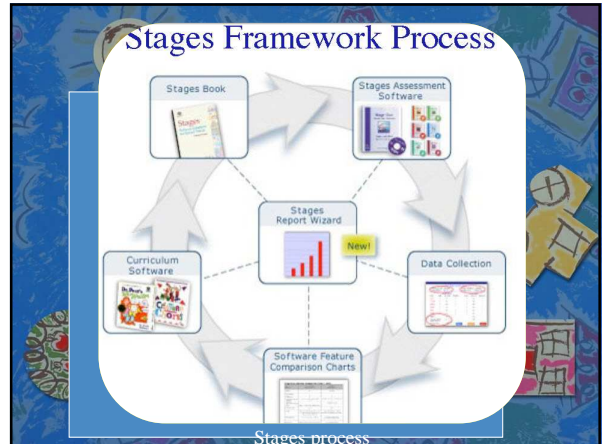 Stages Framework Process
Stages Book
Stages
Stages Assessment
Software
Stages
Report Wizard
New!
Curriculum
Software
Data Collection
Software Feature
Comparison Charts
Stages process